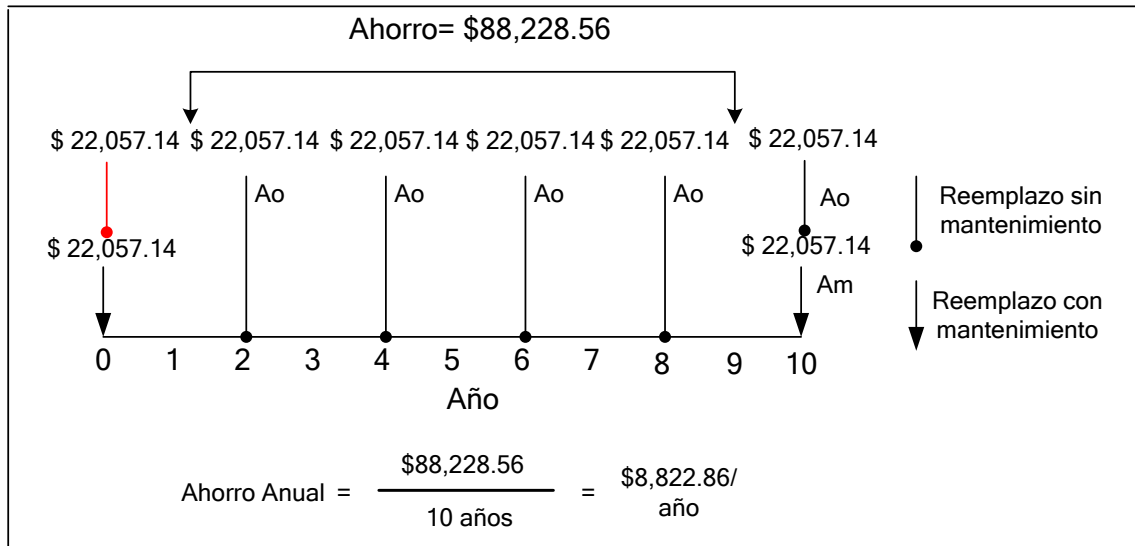 Ahorro= $88,228.56
$ 22,057.14 $ 22,057.14 $ 22,057.14 $ 22,057.14 $ 22,057.14 $ 22,057.14
Ao Ao Ao Ao Ao
Reemplazo sin
mantenimiento
$ 22,057.14 $ 22,057.14
Am
Reemplazo con
mantenimiento
0 1 2 3 4 5 6 7 8 9 10
Año
Ahorro Anual = $88,228.56 = $8,822.86/
10 años año